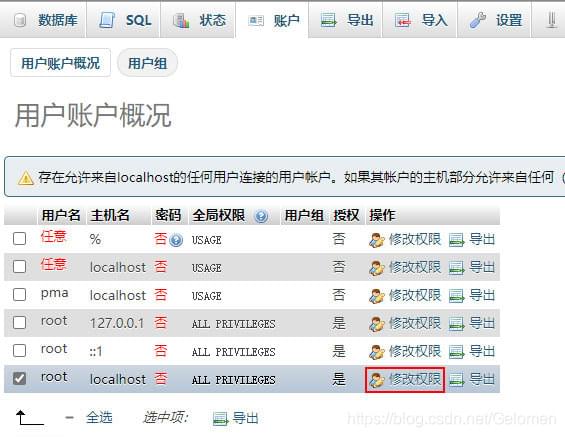 数据库 SQL 状态 账户 导出 导入 设置
用户账户概况 用户组
用户账户概况
存在允许来自localhost的任何用户连接的用户帐户。如果其帐户的主机部分允许来自任何（
用户名 主机名 密码 全局权限 用户组 授权 操作
任意 % 否 USAGE 否 修改权限 导出
任意 localhost 否 USAGE 否 修改权限 导出
pma localhost 否 USAGE 否 修改权限 导出
root 127.0.0.1 否 ALL PRIVILEGES 是 修改权限 导出
root ::1 否 ALL PRIVILEGES 是 修改权限 导出
root localhost 否 ALL PRIVILEGES 是 修改权限 导出
全选 选中项： 导出
https://blog.csdn.net/Gelomen